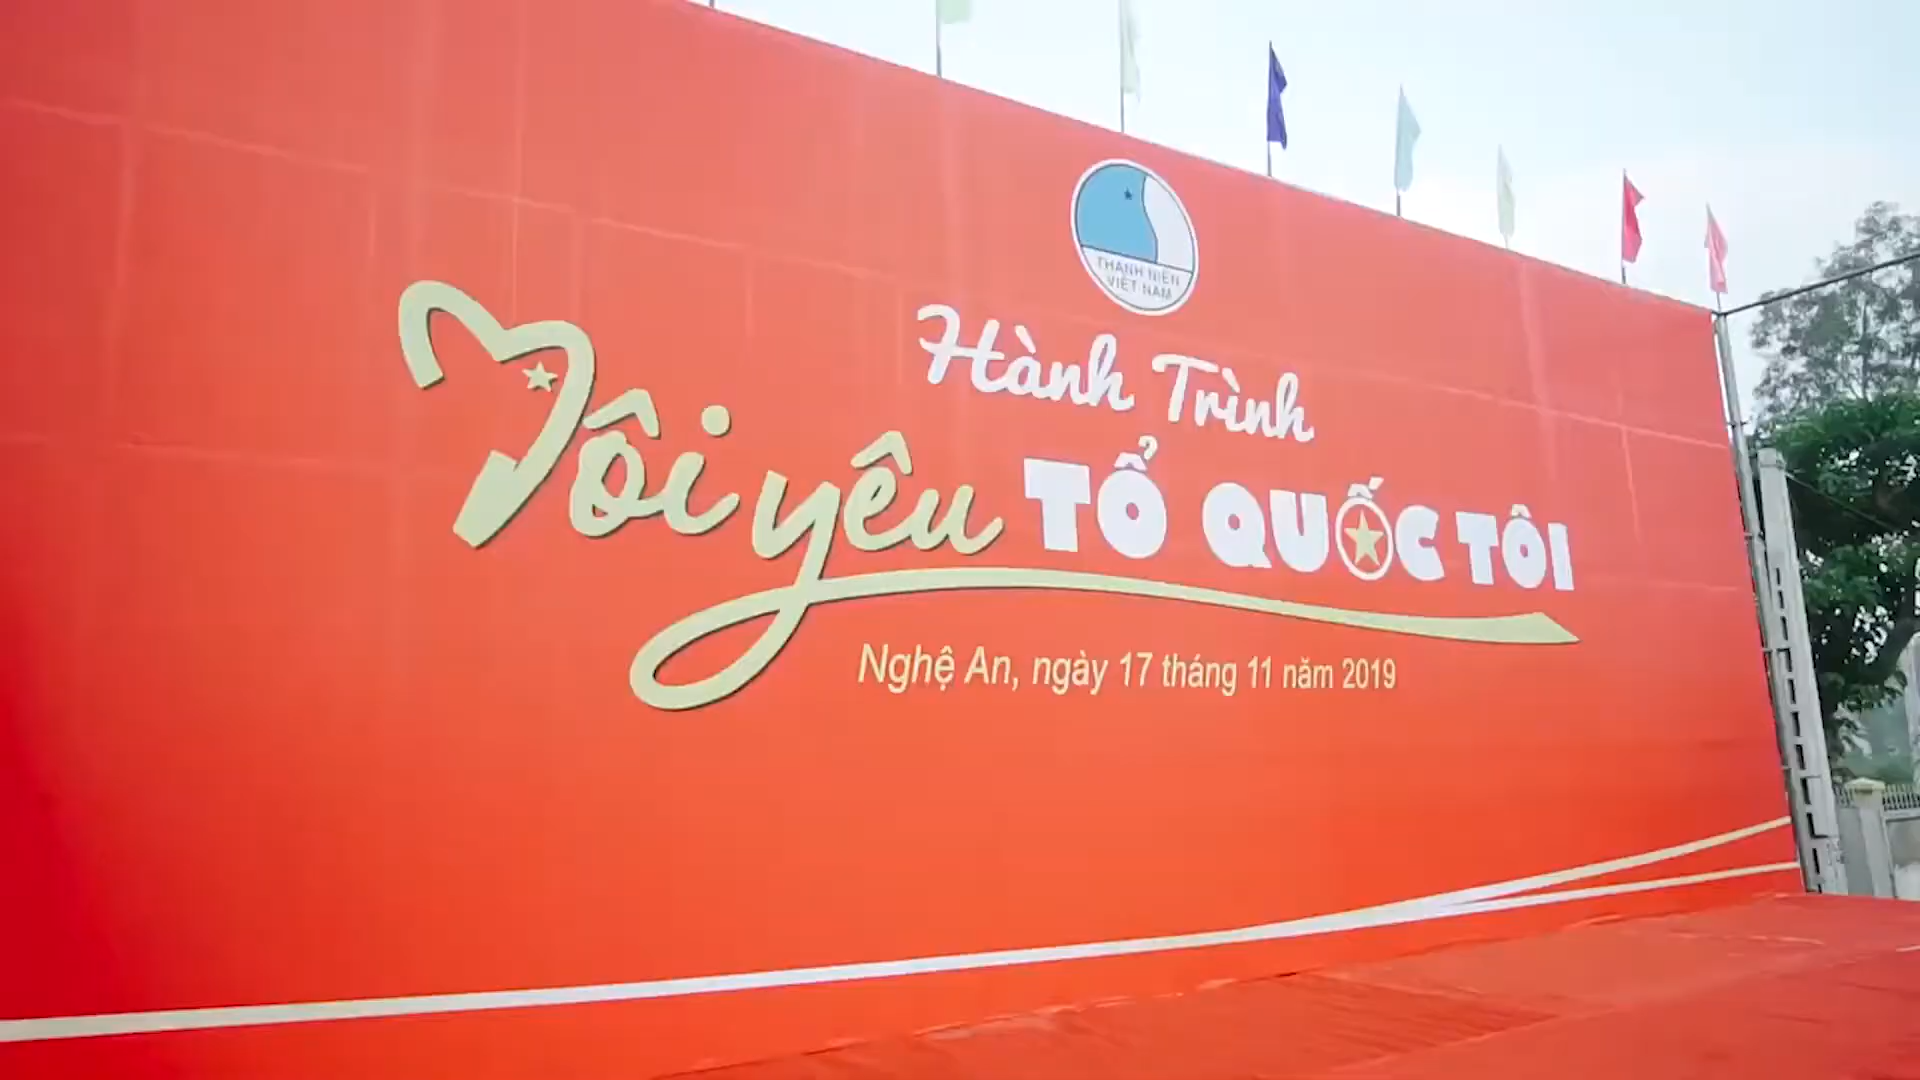 THANH NIÊN
VIỆT NAM
Hành Trình
Tôi yêu TỔ QUỐC TÔI
Nghệ An, ngày 17 tháng 11 năm 2019